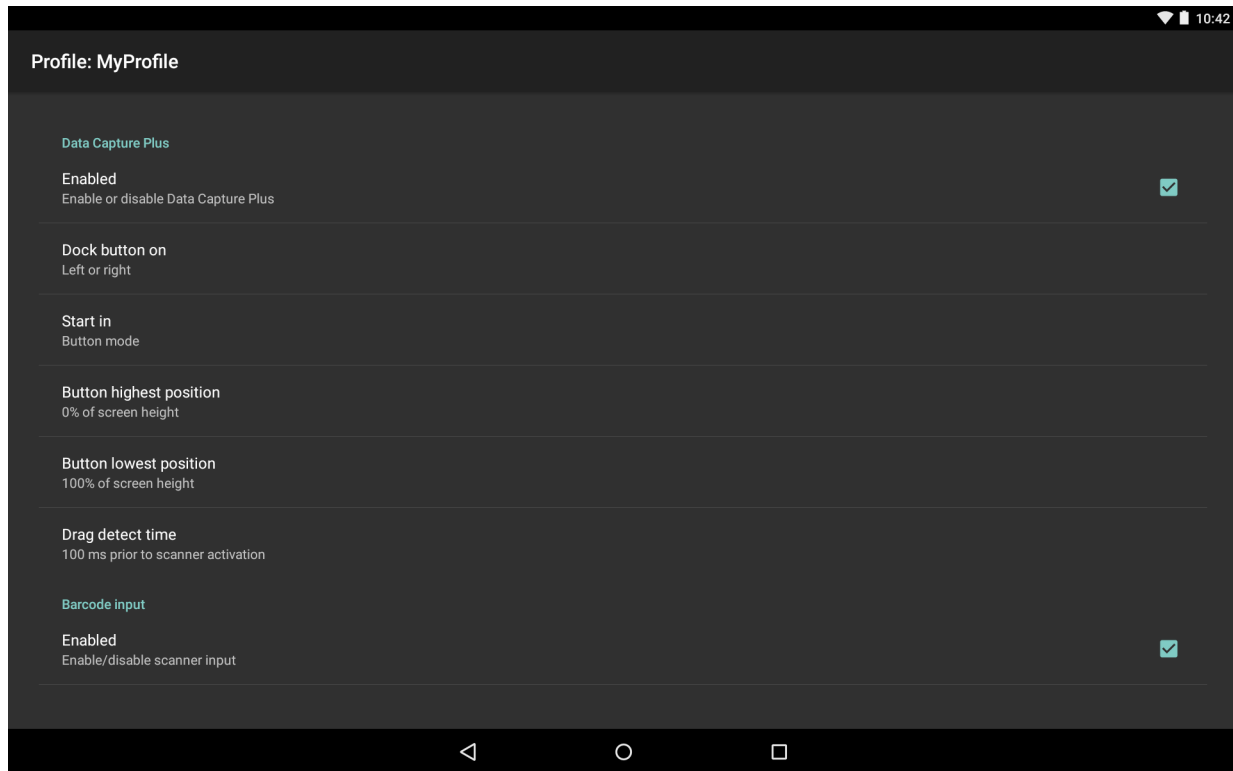 10:42
Profile: MyProfile
Data Capture Plus
Enabled
Enable or disable Data Capture Plus
Dock button on
Left or right
Start in
Button mode
Button highest position
0% of screen height
Button lowest position
100% of screen height
Drag detect time
100 ms prior to scanner activation
Barcode input
Enabled
Enable/disable scanner input